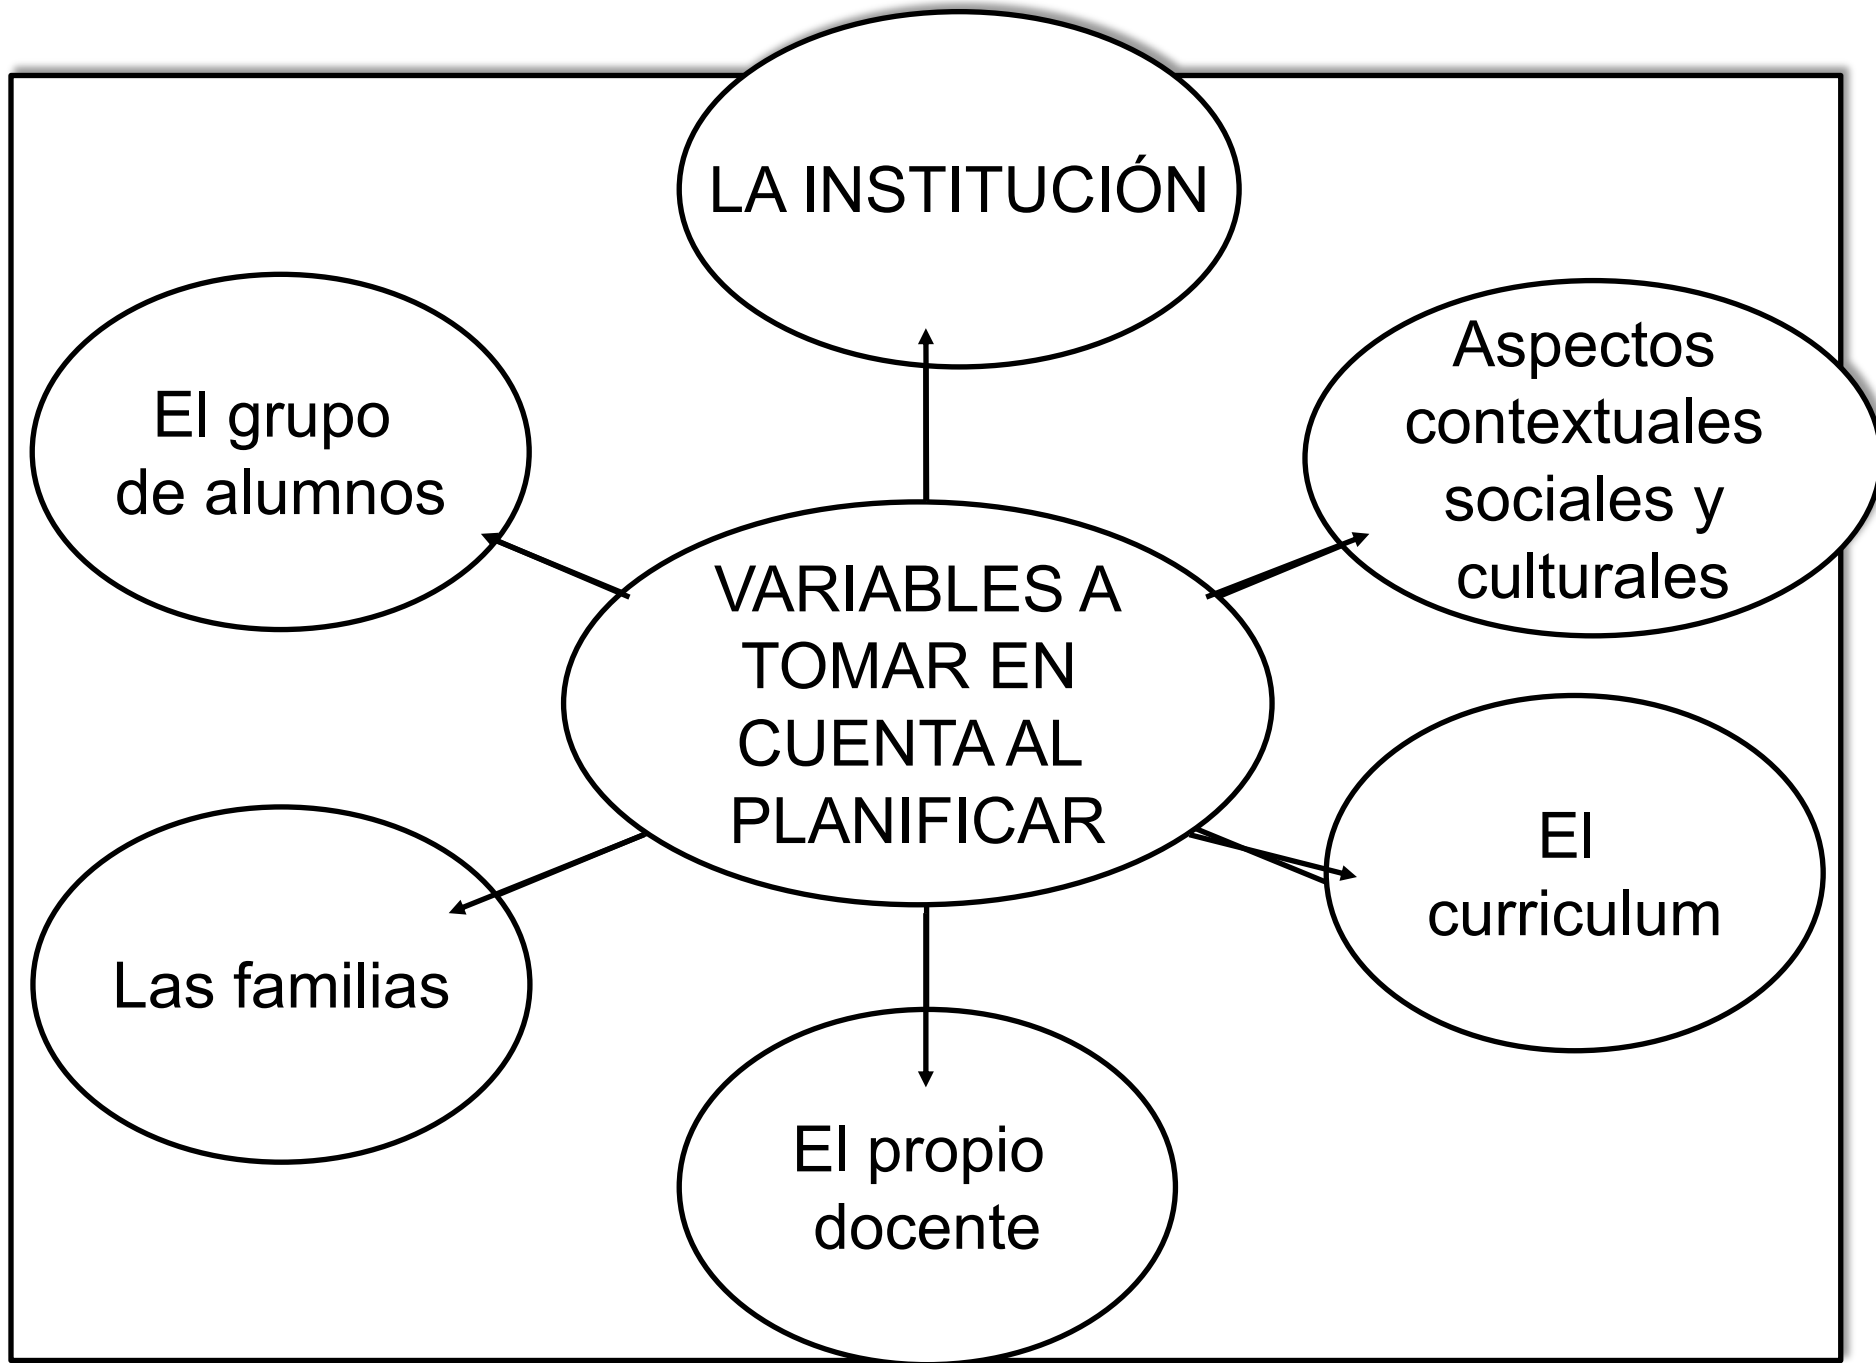 LA INSTITUCIÓN
El grupo
de alumnos
Aspectos
contextuales
sociales y
culturales
VARIABLES A
TOMAR EN
CUENTA AL
PLANIFICAR
El
curriculum
Las familias
El propio
docente